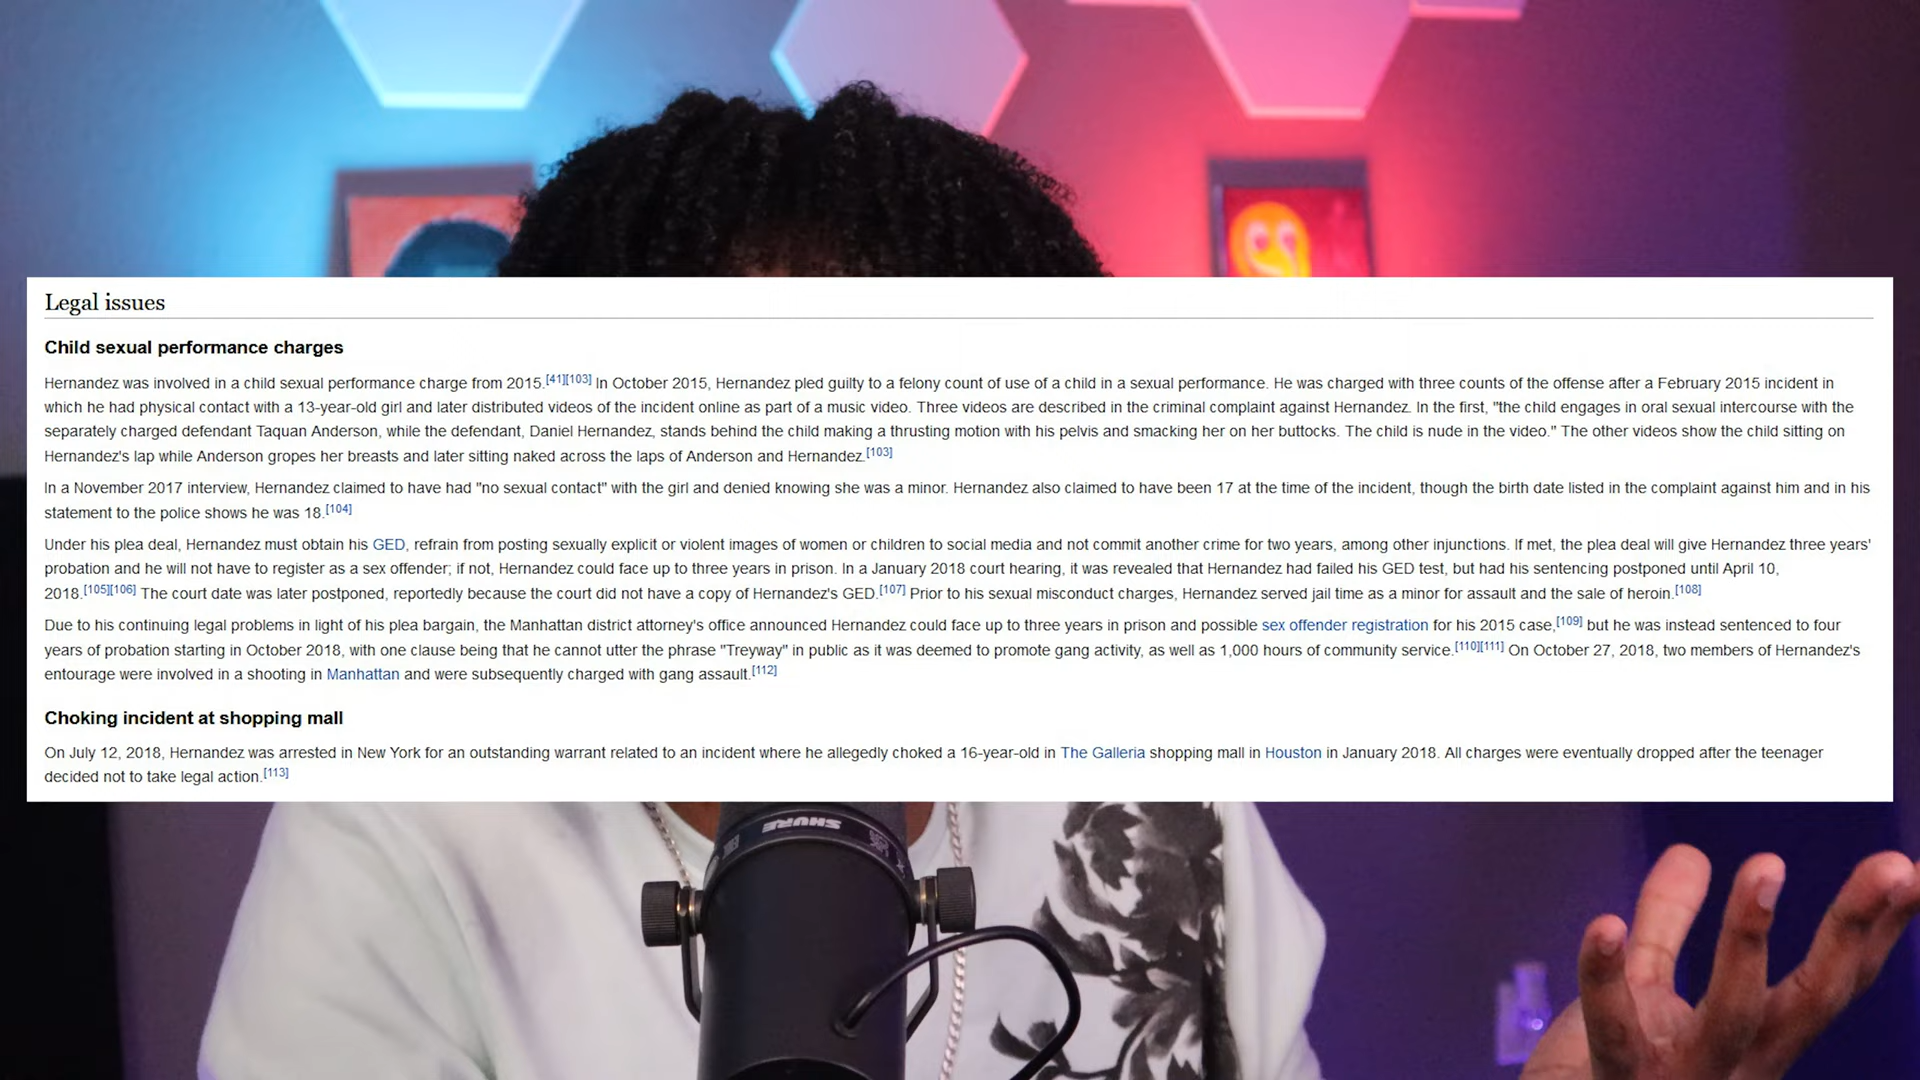 Legal issues
Child sexual performance charges
Hernandez was involved in a child sexual performance charge from 2015.[41][103] In October 2015, Hernandez pled guilty to a felony count of use of a child in a sexual performance. He was charged with three counts of the offense after a February 2015 incident in
which he had physical contact with a 13-year-old girl and later distributed videos of the incident online as part of a music video. Three videos are described in the criminal complaint against Hernandez. In the first, "the child engages in oral sexual intercourse with the
separately charged defendant Taquan Anderson, while the defendant, Daniel Hernandez, stands behind the child making a thrusting motion with his pelvis and smacking her on her buttocks. The child is nude in the video." The other videos show the child sitting on
Hernandez's lap while Anderson gropes her breasts and later sitting naked across the laps of Anderson and Hernandez.[103]
In a November 2017 interview, Hernandez claimed to have had "no sexual contact" with the girl and denied knowing she was a minor. Hernandez also claimed to have been 17 at the time of the incident, though the birth date listed in the complaint against him and in his
statement to the police shows he was 18.[104]
Under his plea deal, Hernandez must obtain his GED, refrain from posting sexually explicit or violent images of women or children to social media and not commit another crime for two years, among other injunctions. If met, the plea deal will give Hernandez three years'
probation and he will not have to register as a sex offender; if not, Hernandez could face up to three years in prison. In a January 2018 court hearing, it was revealed that Hernandez had failed his GED test, but had his sentencing postponed until April 10,
2018.[105][106] The court date was later postponed, reportedly because the court did not have a copy of Hernandez's GED.[107] Prior to his sexual misconduct charges, Hernandez served jail time as a minor for assault and the sale of heroin.[108]
Due to his continuing legal problems in light of his plea bargain, the Manhattan district attorney's office announced Hernandez could face up to three years in prison and possible sex offender registration for his 2015 case,[109] but he was instead sentenced to four
years of probation starting in October 2018, with one clause being that he cannot utter the phrase "Treyway" in public as it was deemed to promote gang activity, as well as 1,000 hours of community service.[110][111] On October 27, 2018, two members of Hernandez's
entourage were involved in a shooting in Manhattan and were subsequently charged with gang assault.[112]
Choking incident at shopping mall
On July 12, 2018, Hernandez was arrested in New York for an outstanding warrant related to an incident where he allegedly choked a 16-year-old in The Galleria shopping mall in Houston in January 2018. All charges were eventually dropped after the teenager
decided not to take legal action.[113]
SHURE